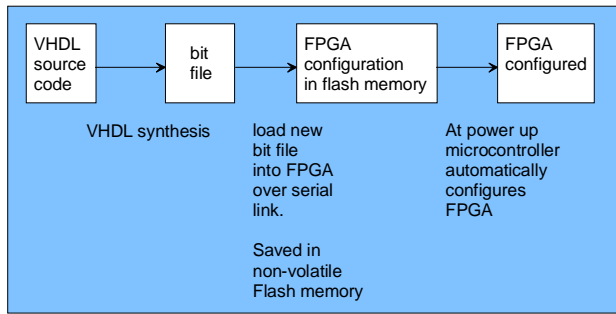 VHDL
source
code
bit
file
FPGA
configuration
in flash memory
FPGA
configured
VHDL synthesis
load new
bit file
into FPGA
over serial
link.
Saved in
non-volatile
Flash memory
At power up
microcontroller
automatically
configures
FPGA